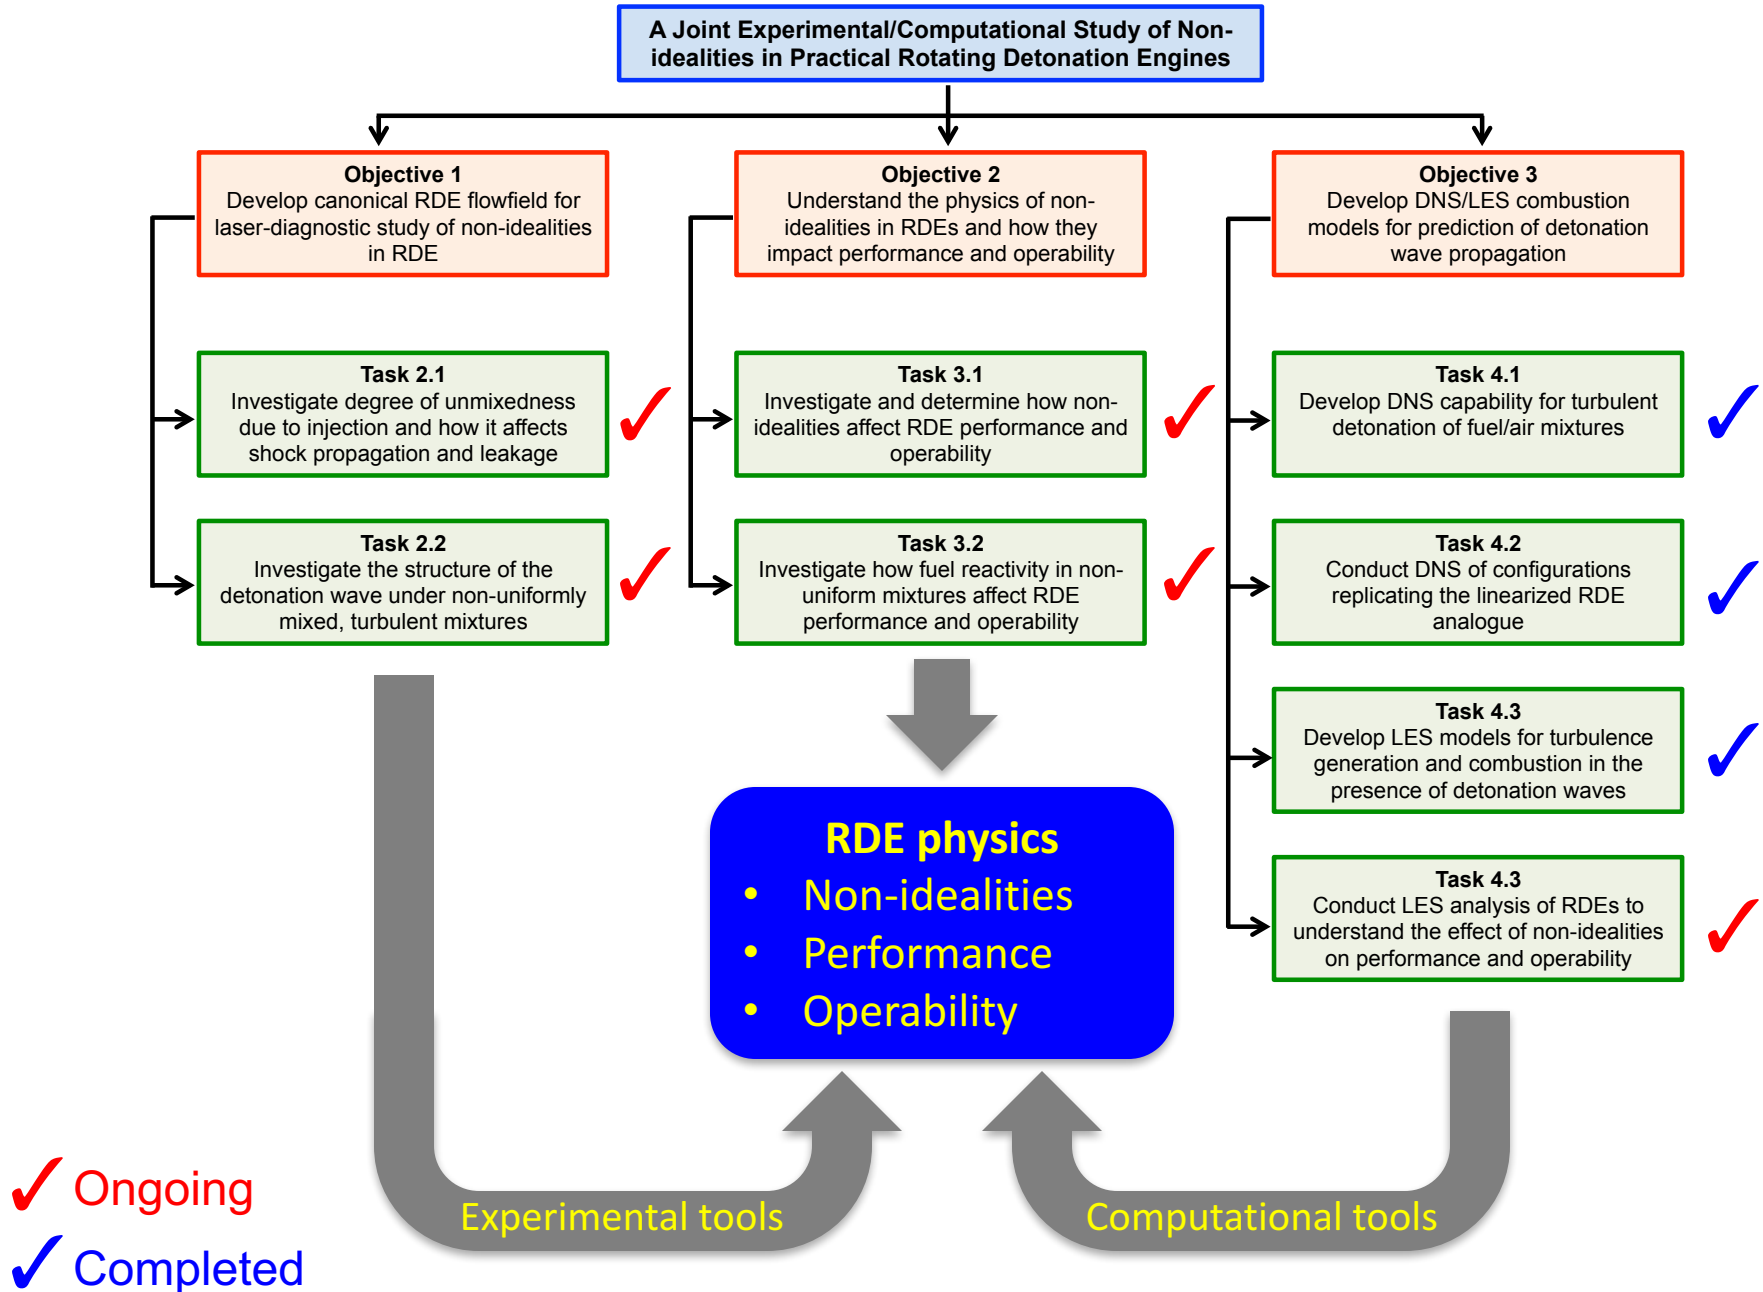 A Joint Experimental/Computational Study of Non-
idealities in Practical Rotating Detonation Engines
Objective 1
Develop canonical RDE flowfield for
laser-diagnostic study of non-idealities
in RDE
Objective 2
Understand the physics of non-
idealities in RDEs and how they
impact performance and operability
Objective 3
Develop DNS/LES combustion
models for prediction of detonation
wave propagation
Task 2.1
Investigate degree of unmixedness
due to injection and how it affects
shock propagation and leakage
Task 3.1
Investigate and determine how non-
idealities affect RDE performance and
operability
Task 4.1
Develop DNS capability for turbulent
detonation of fuel/air mixtures
Task 2.2
Investigate the structure of the
detonation wave under non-uniformly
mixed, turbulent mixtures
Task 3.2
Investigate how fuel reactivity in non-
uniform mixtures affect RDE
performance and operability
Task 4.2
Conduct DNS of configurations
replicating the linearized RDE
analogue
Task 4.3
Develop LES models for turbulence
generation and combustion in the
presence of detonation waves
Task 4.3
Conduct LES analysis of RDEs to
understand the effect of non-idealities
on performance and operability
RDE physics
• Non-idealities
• Performance
• Operability
Experimental tools
Computational tools
✓ Ongoing
✓ Completed